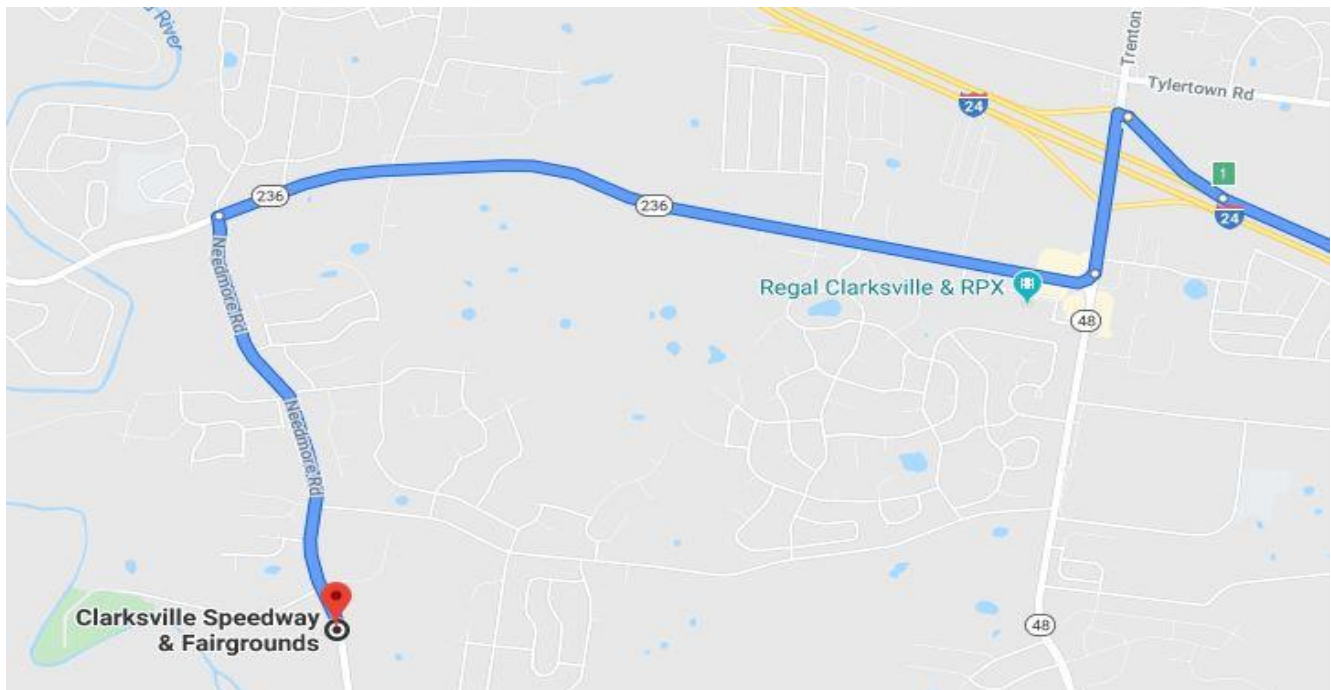 River
Trenton
Tylertown Rd
24
1
24
236
236
Needmore Rd
Regal Clarksville & RPX
48
Needmore Rd
Clarksville Speedway
& Fairgrounds
48